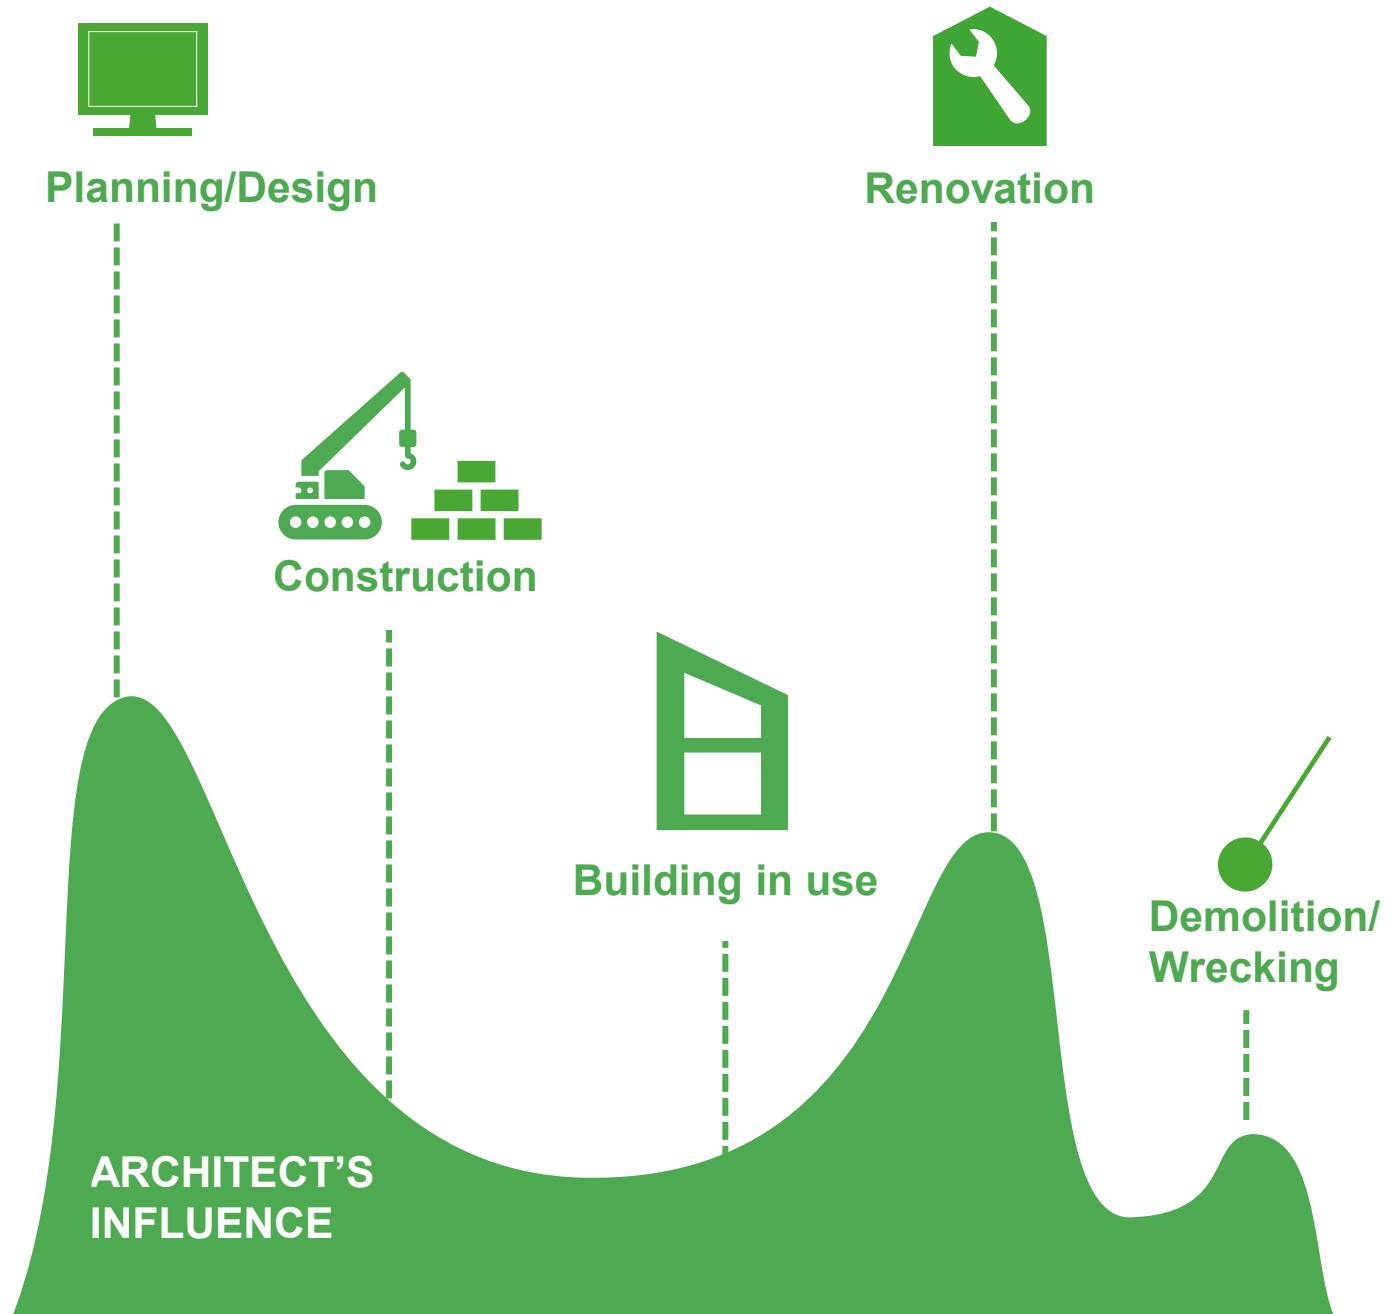 Planning/Design
Renovation
Construction
Building in use
Demolition/
Wrecking
ARCHITECT’S
INFLUENCE